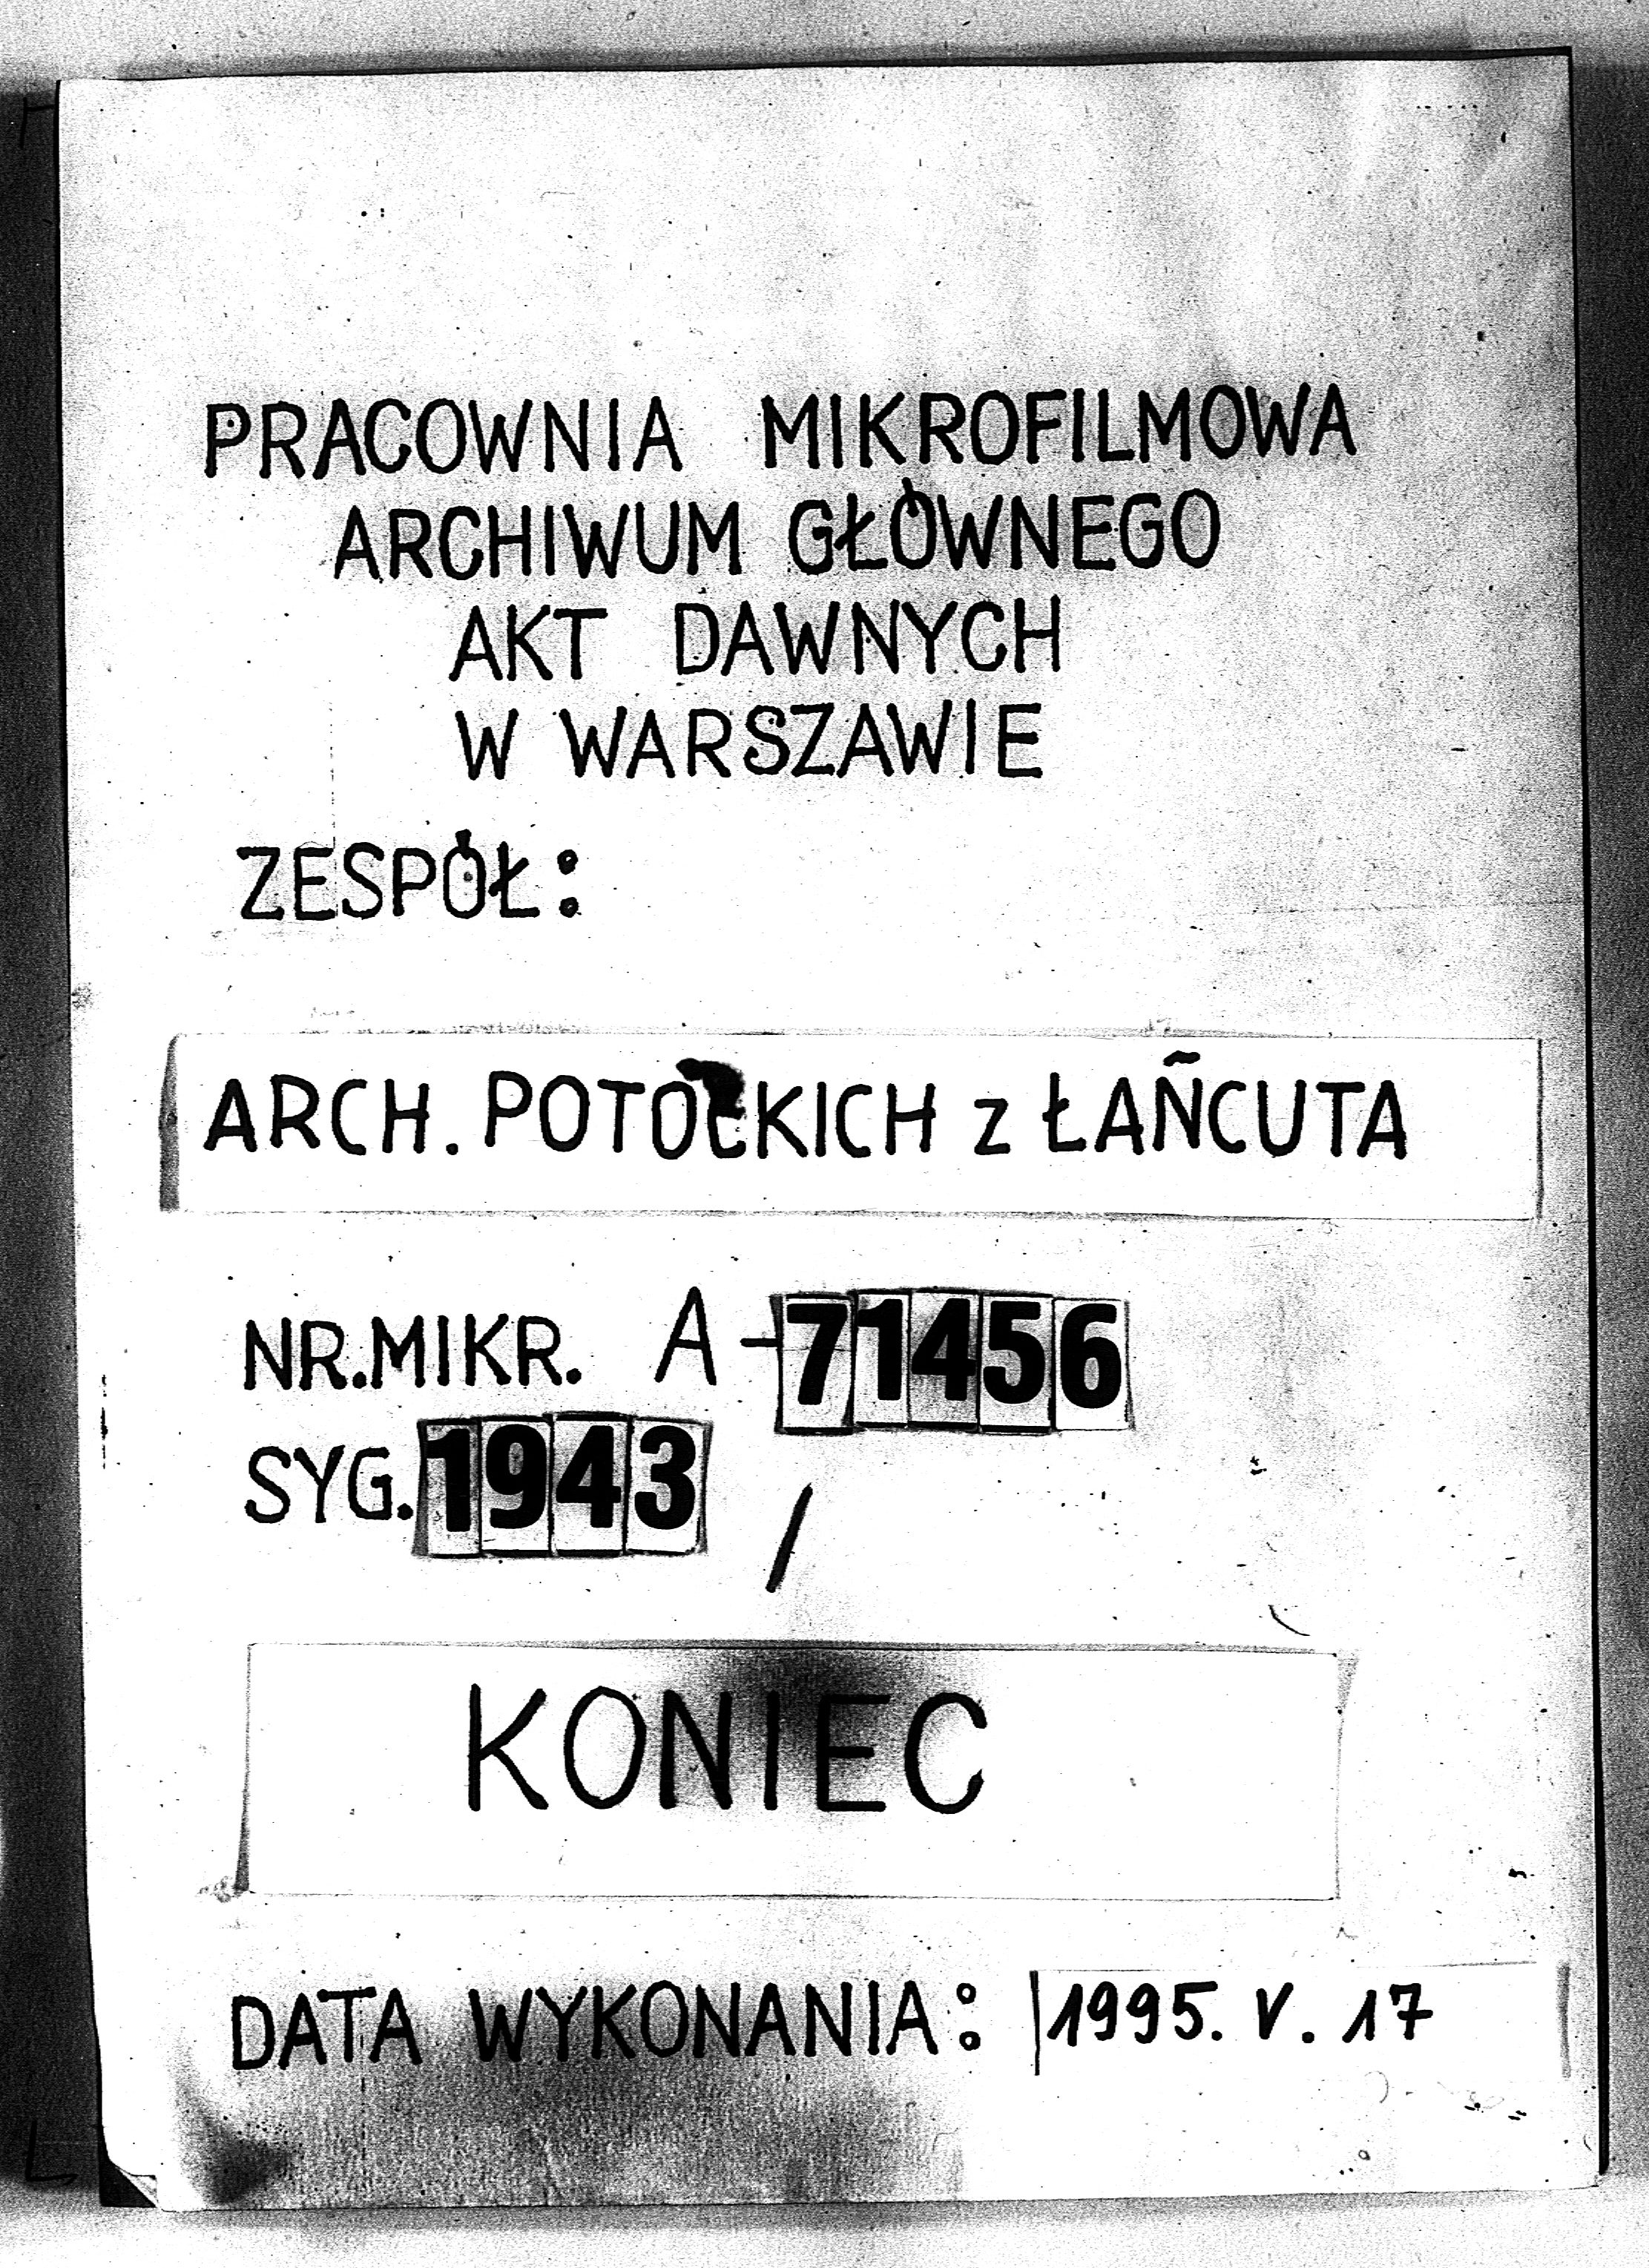 PRACOWNIA MIKROFILMOWA
ARCHIWUM GŁÓWNEGO
AKT DAWNYCH
W WARSZAWIE
ZESPÓŁ:
ARCH. POTOCKICH z ŁAŃCUTA
NR.MIKR. A-71456
SYG. 1943 /
KONIEC
DATA WYKONANIA: 1995. V. 17